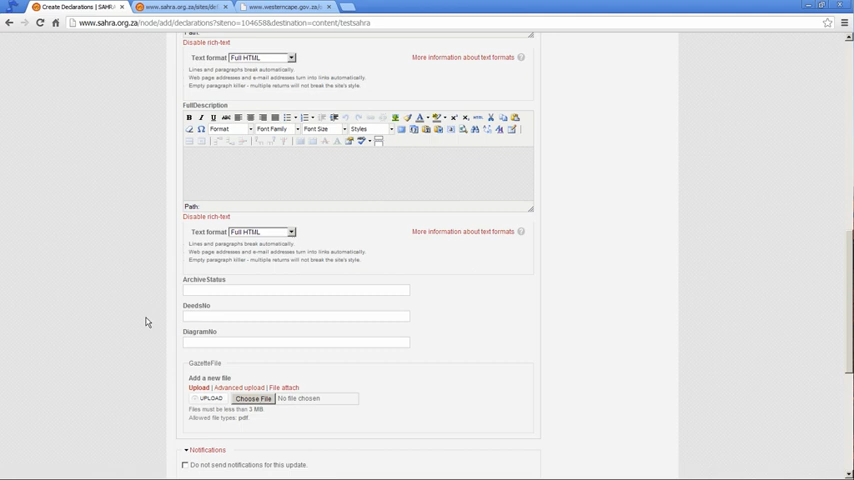 Create Declarations | SAHR
www.sahra.org.za/sites/de
www.westerncape.gov.za/
www.sahra.org.za/node/add/declarations?siteno=104658&destination=content/testsahra
Path:
Disable rich-text
Text format Full HTML More information about text formats
Lines and paragraphs break automatically.
Web page addresses and e-mail addresses turn into links automatically.
Empty paragraph killer - multiple returns will not break the site's style.
FullDescription
Format Font Family Font Size Styles
Path:
Disable rich-text
Text format Full HTML More information about text formats
Lines and paragraphs break automatically.
Web page addresses and e-mail addresses turn into links automatically.
Empty paragraph killer - multiple returns will not break the site's style.
ArchiveStatus
DeedsNo
DiagramNo
GazetteFile
Add a new file
Upload | Advanced upload | File attach
UPLOAD Choose File No file chosen
Files must be less than 3 MB.
Allowed file types: pdf.
Notifications
Do not send notifications for this update.